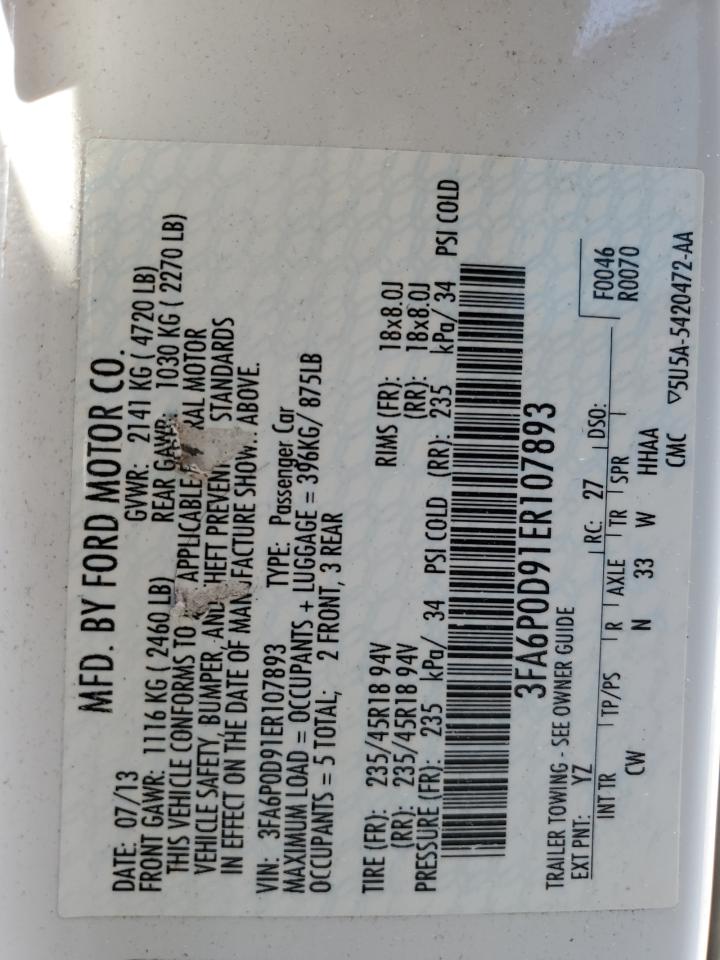 MFD. BY FORD MOTOR CO.
DATE: 07/13 GVWR: 2141 KG ( 4720 LB)
FRONT GAWR: 1116 KG ( 2460 LB) REAR GAWR: 1030 KG ( 2270 LB)
THIS VEHICLE CONFORMS TO APPLICABLE MOTOR
VEHICLE SAFETY, BUMPER, AND STANDARDS
IN EFFECT ON THE DATE OF ABOVE.
VIN: 3FA6P0D91ER107893 TYPE: Passenger Car
MAXIMUM LOAD = OCCUPANTS + LUGGAGE = 396KG/ 875LB
OCCUPANTS = 5 TOTAL; 2 FRONT, 3 REAR
TIRE (FR): 235/45R18 94V RIMS (FR): 18x8.0J
(RR): 235/45R18 94V (RR): 18x8.0J
PRESSURE (FR): 235 kPa/ 34 PSI COLD (RR): 235 kPa/ 34 PSI COLD
3FA6P0D91ER107893
TRAILER TOWING - SEE OWNER GUIDE
EXT PNT: YZ RC: 27 DSO: F0046
R0070
INT TR TP/PS R AXLE TR SPR
CW N 33 W HHAA
CMC ▽5U5A-5420472-AA